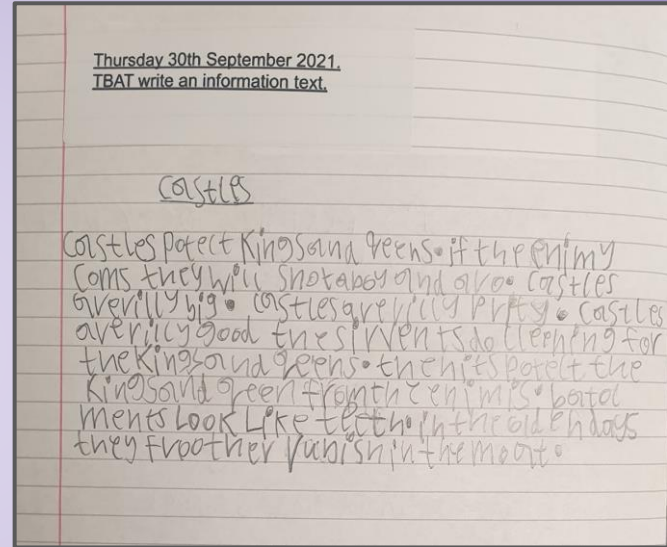 Thursday 30th September 2021.
TBAT write an information text.
Castles
Castles potect Kings and qeens. if the enimy
coms they will shot a boy and aro. castles
are rilly big. castles are rilly prity. castles
are rilly good the sirvents do cleening for
the Kings and qeens. the nits potect the
Kings and qeen from the enimis. batol
ments Look Like teeth. in the olden days
they froo ther rubish in the moat.